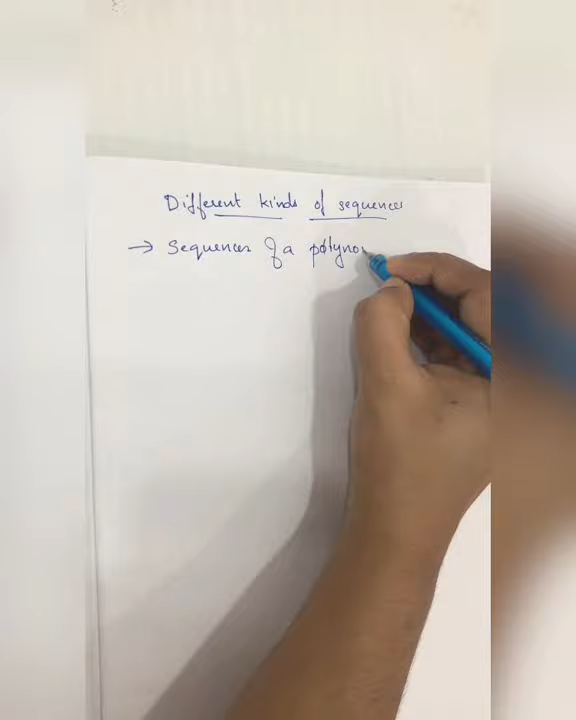 Different kinds of sequences
→ Sequences of a polyno